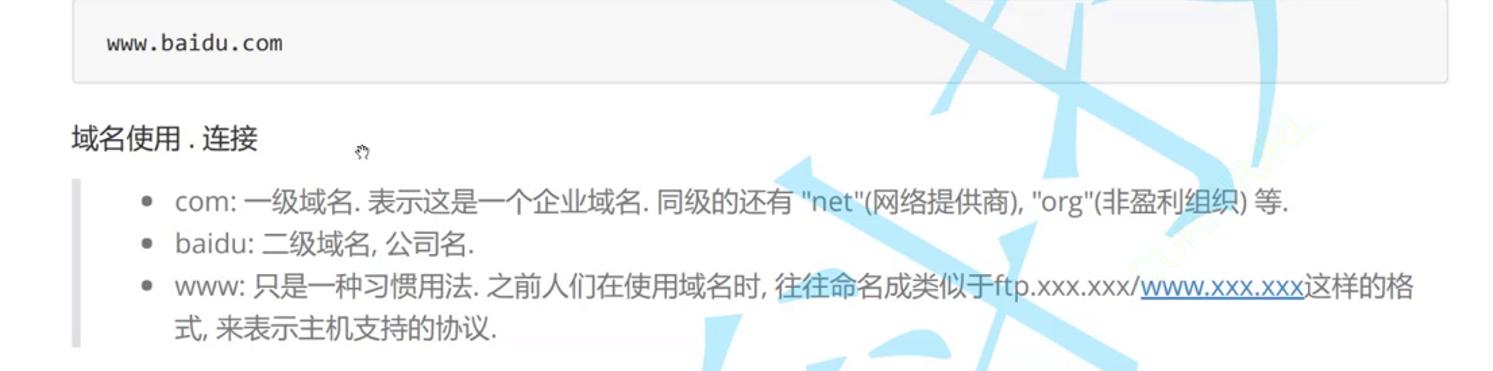 www.baidu.com
域名使用 . 连接
com: 一级域名. 表示这是一个企业域名. 同级的还有 "net"(网络提供商), "org"(非盈利组织) 等.
baidu: 二级域名, 公司名.
www: 只是一种习惯用法. 之前人们在使用域名时, 往往命名成类似于ftp.xxx.xxx/www.xxx.xxx这样的格
式, 来表示主机支持的协议.